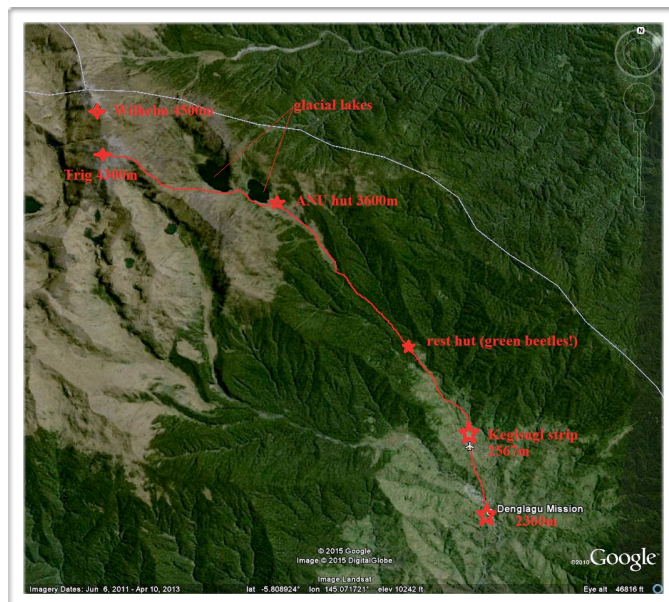 N
Wilhelm 4500m
glacial lakes
Trig 4300m
ANU hut 3600m
rest hut (green beetles!)
Keglsugl strip
2567m
Denglagu Mission
2360m
© 2015 Google
Image © 2015 DigitalGlobe
Image Landsat
©2010 Google
Imagery Dates: Jun 6, 2011 - Apr 10, 2013 lat -5.808924° lon 145.071721° elev 10242 ft Eye alt 46816 ft